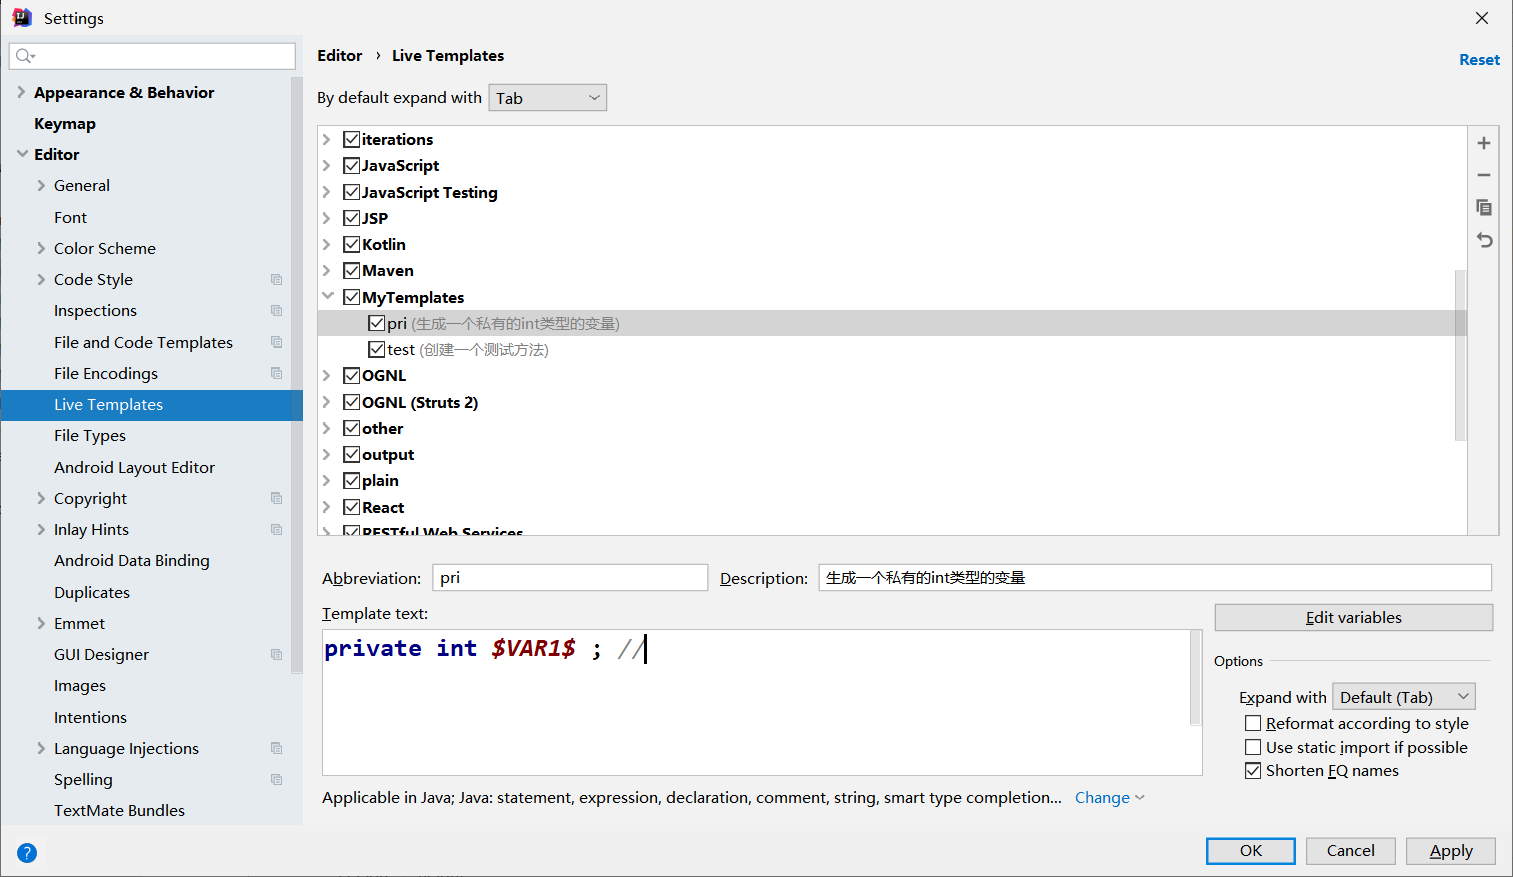 Settings
Appearance & Behavior
Keymap
Editor
General
Font
Color Scheme
Code Style
Inspections
File and Code Templates
File Encodings
Live Templates
File Types
Android Layout Editor
Copyright
Inlay Hints
Android Data Binding
Duplicates
Emmet
GUI Designer
Images
Intentions
Language Injections
Spelling
TextMate Bundles
?
Editor › Live Templates
Reset
By default expand with Tab
iterations
JavaScript
JavaScript Testing
JSP
Kotlin
Maven
MyTemplates
pri (生成一个私有的int类型的变量)
test (创建一个测试方法)
OGNL
OGNL (Struts 2)
other
output
plain
React
RESTful Web Services
Abbreviation: pri Description: 生成一个私有的int类型的变量
Template text:
Edit variables
private int $VAR1$ ; //
Options
Expand with Default (Tab)
Reformat according to style
Use static import if possible
Shorten FQ names
Applicable in Java; Java: statement, expression, declaration, comment, string, smart type completion... Change
OK Cancel Apply